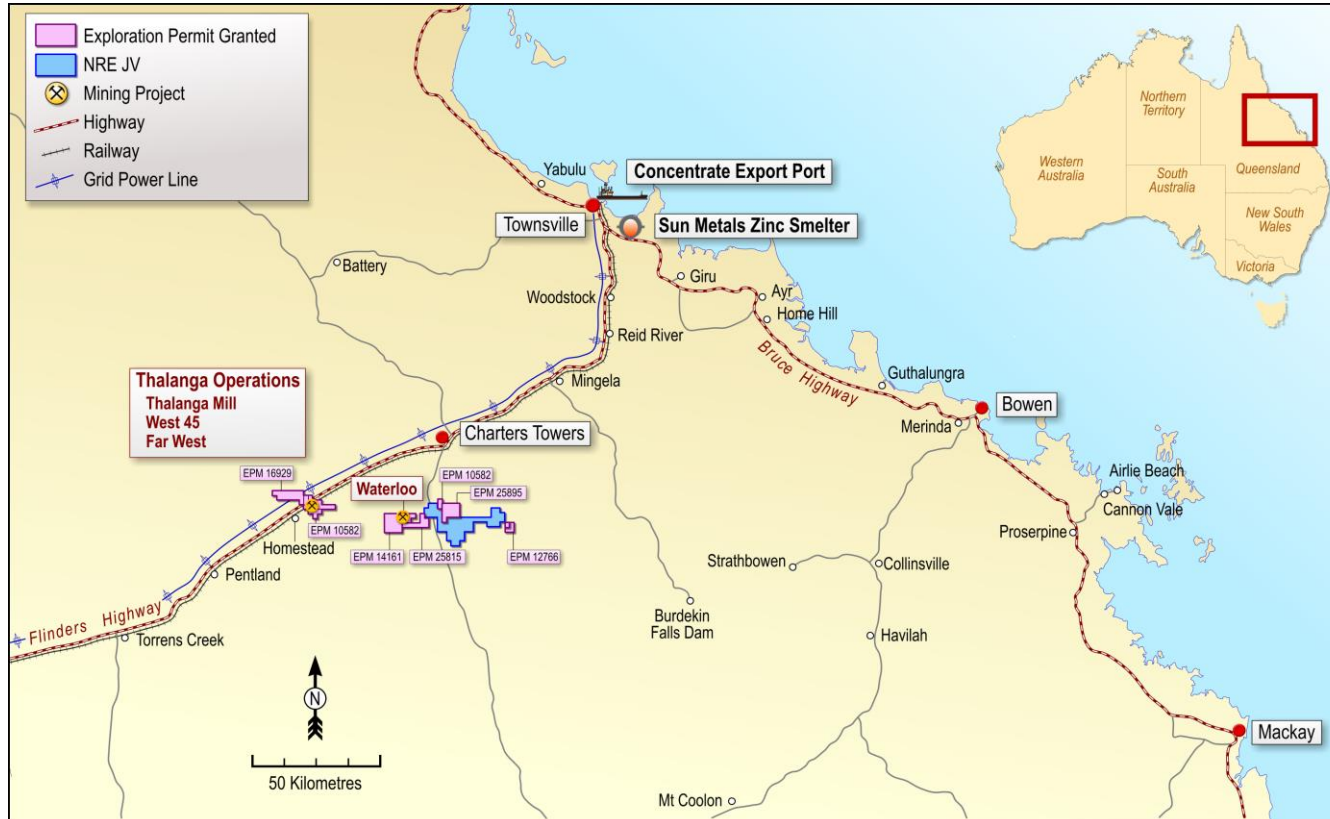 Exploration Permit Granted
NRE JV
Mining Project
Highway
Railway
Grid Power Line
Northern
Territory
Western
Australia
South
Australia
Queensland
New South
Wales
Victoria
Yabulu
Concentrate Export Port
Townsville
Sun Metals Zinc Smelter
Battery
Giru
Woodstock
Ayr
Home Hill
Reid River
Bruce Highway
Mingela
Guthalungra
Thalanga Operations
Thalanga Mill
West 45
Far West
Bowen
Merinda
Charters Towers
EPM 16929
Waterloo
EPM 10582
EPM 25895
Airlie Beach
Cannon Vale
EPM 10582
Homestead
EPM 14161
EPM 25815
EPM 12766
Proserpine
Pentland
Strathbowen
Collinsville
Burdekin
Falls Dam
Flinders Highway
Torrens Creek
Havilah
N
50 Kilometres
Mackay
Mt Coolon